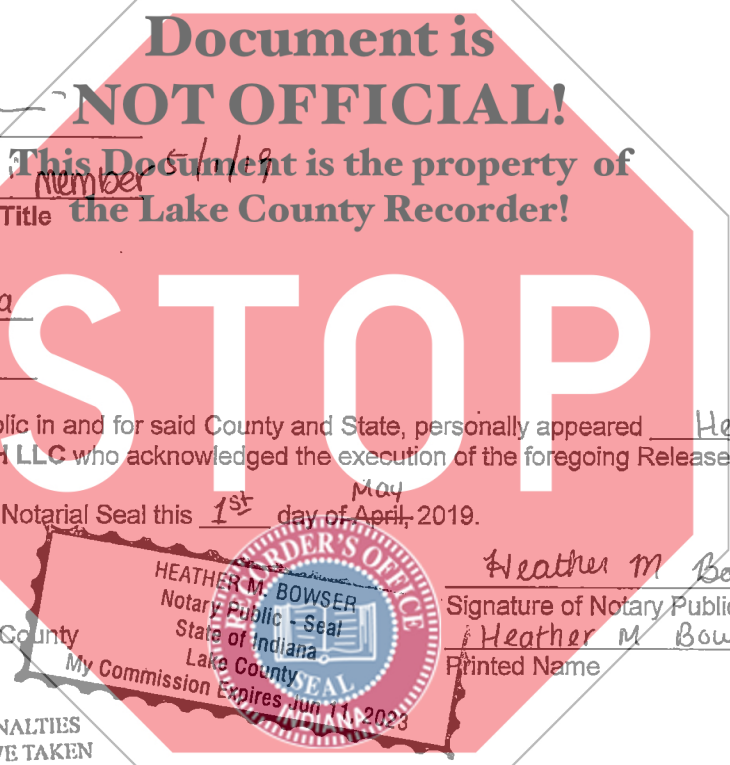 Document is
NOT OFFICIAL!
This Document is the property of
the Lake County Recorder!
member 5/1/19
Title
a
STOP
blic in and for said County and State, personally appeared He
H LLC who acknowledged the execution of the foregoing Release
May
Notarial Seal this 1st day of April, 2019.
HEATHER M. BOWSER
Notary Public - Seal
State of Indiana
Lake County
My Commission Expires Jun 11, 2023
RECORDER'S OFFICE
SEAL
INDIANA
Heather M Bo
Signature of Notary Public
Heather M Bow
Printed Name
County
NALTIES
VE TAKEN